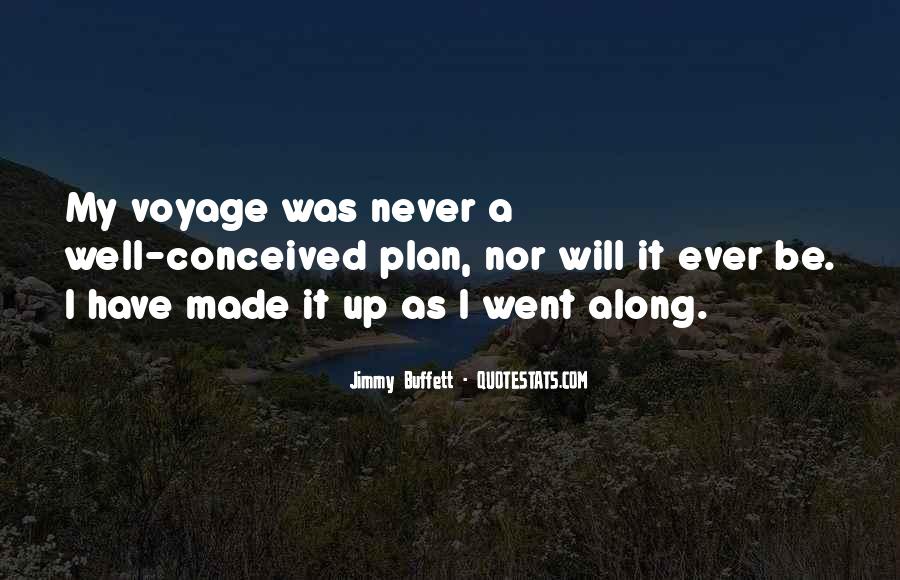 My voyage was never a
well-conceived plan, nor will it ever be.
I have made it up as I went along.
Jimmy Buffett - QUOTESTATS.COM